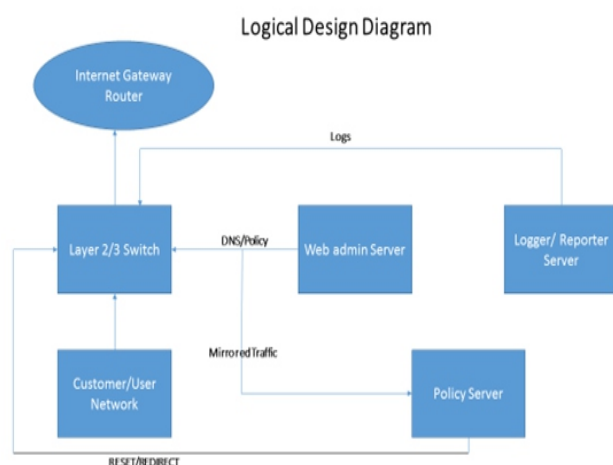 Logical Design Diagram
Internet Gateway
Router
Logs
Layer 2/3 Switch
DNS/Policy
Web admin Server
Logger/ Reporter
Server
Mirrored Traffic
Customer/User
Network
Policy Server
RESET/REDIRECT